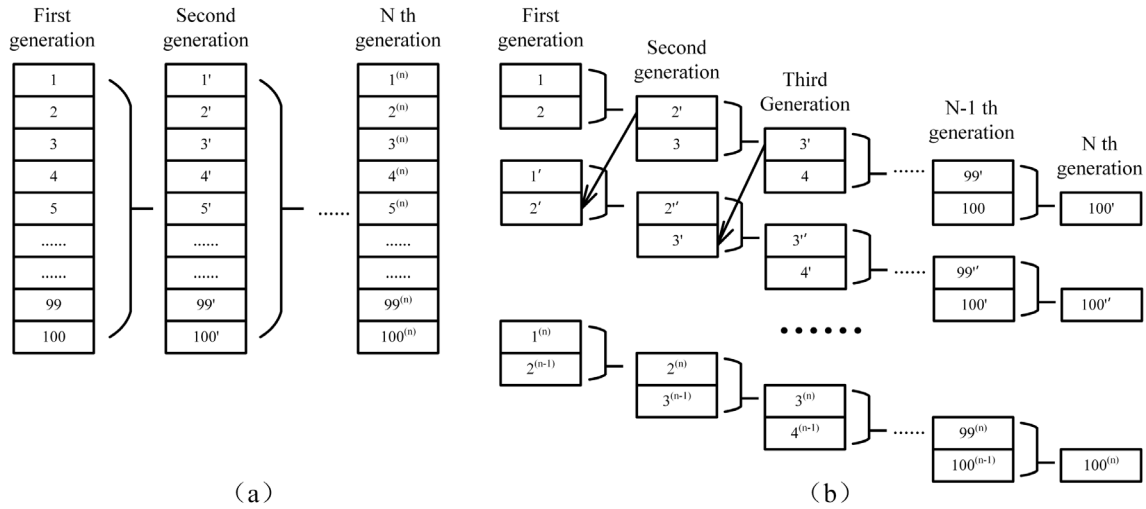 First
generation
1
2
3
4
5
......
......
99
100
Second
generation
1'
2'
3'
4'
5'
......
......
99'
100'
......
N th
generation
1(n)
2(n)
3(n)
4(n)
5(n)
......
......
99(n)
100(n)
(a)
First
generation
Second
generation
Third
Generation
N-1 th
generation
N th
generation
1
2
2'
3
3'
4
......
99'
100
100'
1′
2′
2'′
3'
3'′
4'
......
99'′
100'
100'′
......
1(n)
2(n-1)
2(n)
3(n-1)
3(n)
4(n-1)
......
99(n)
100(n-1)
100(n)
(b)